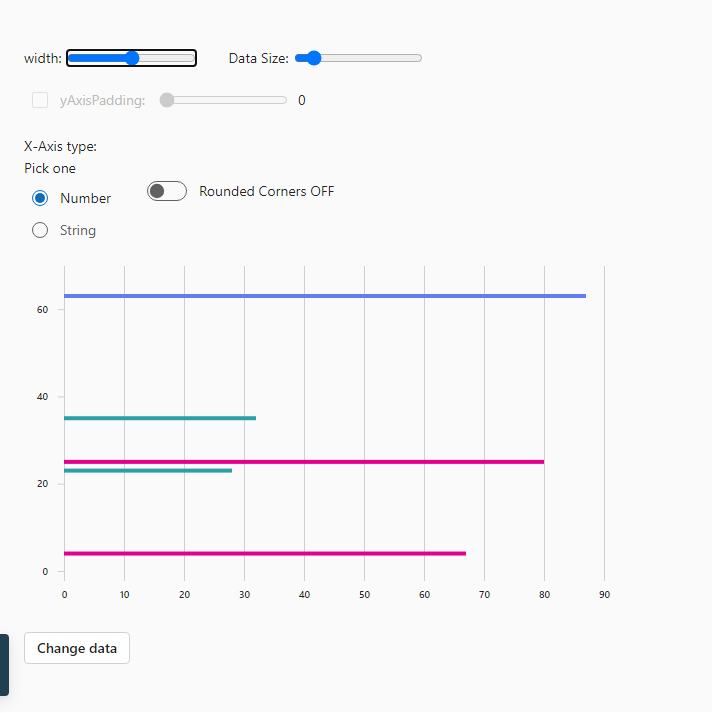 width: Data Size:
yAxisPadding: 0
X-Axis type:
Pick one
Number Rounded Corners OFF
String
60
40
20
0
0 10 20 30 40 50 60 70 80 90
Change data